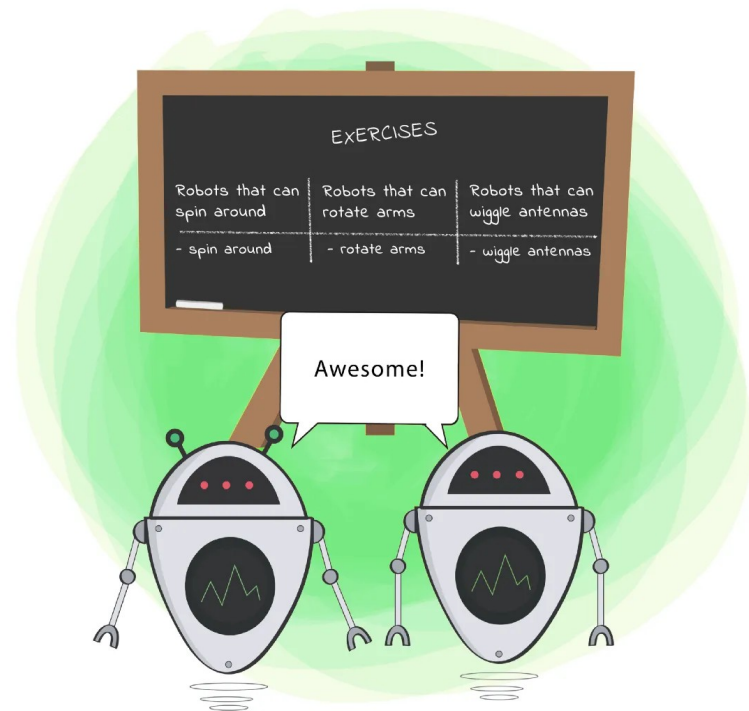 EXERCISES
Robots that can
spin around
Robots that can
rotate arms
Robots that can
wiggle antennas
- spin around
- rotate arms
- wiggle antennas
Awesome!